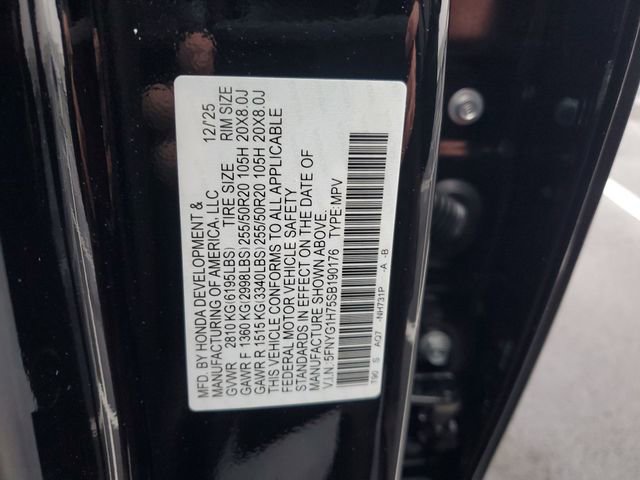 MFD. BY HONDA DEVELOPMENT &
MANUFACTURING OF AMERICA, LLC 12/'25
GVWR 2810 KG(6195LBS) TIRE SIZE RIM SIZE
GAWR F 1360 KG(2998LBS) 255/50R20 105H 20X8.0J
GAWR R 1515 KG(3340LBS) 255/50R20 105H 20X8.0J
THIS VEHICLE CONFORMS TO ALL APPLICABLE
FEDERAL MOTOR VEHICLE SAFETY
STANDARDS IN EFFECT ON THE DATE OF
MANUFACTURE SHOWN ABOVE.
V.I.N.:5FNYG1H75SB190176 TYPE:MPV
T90 S AQ7 -NH731P -A -B